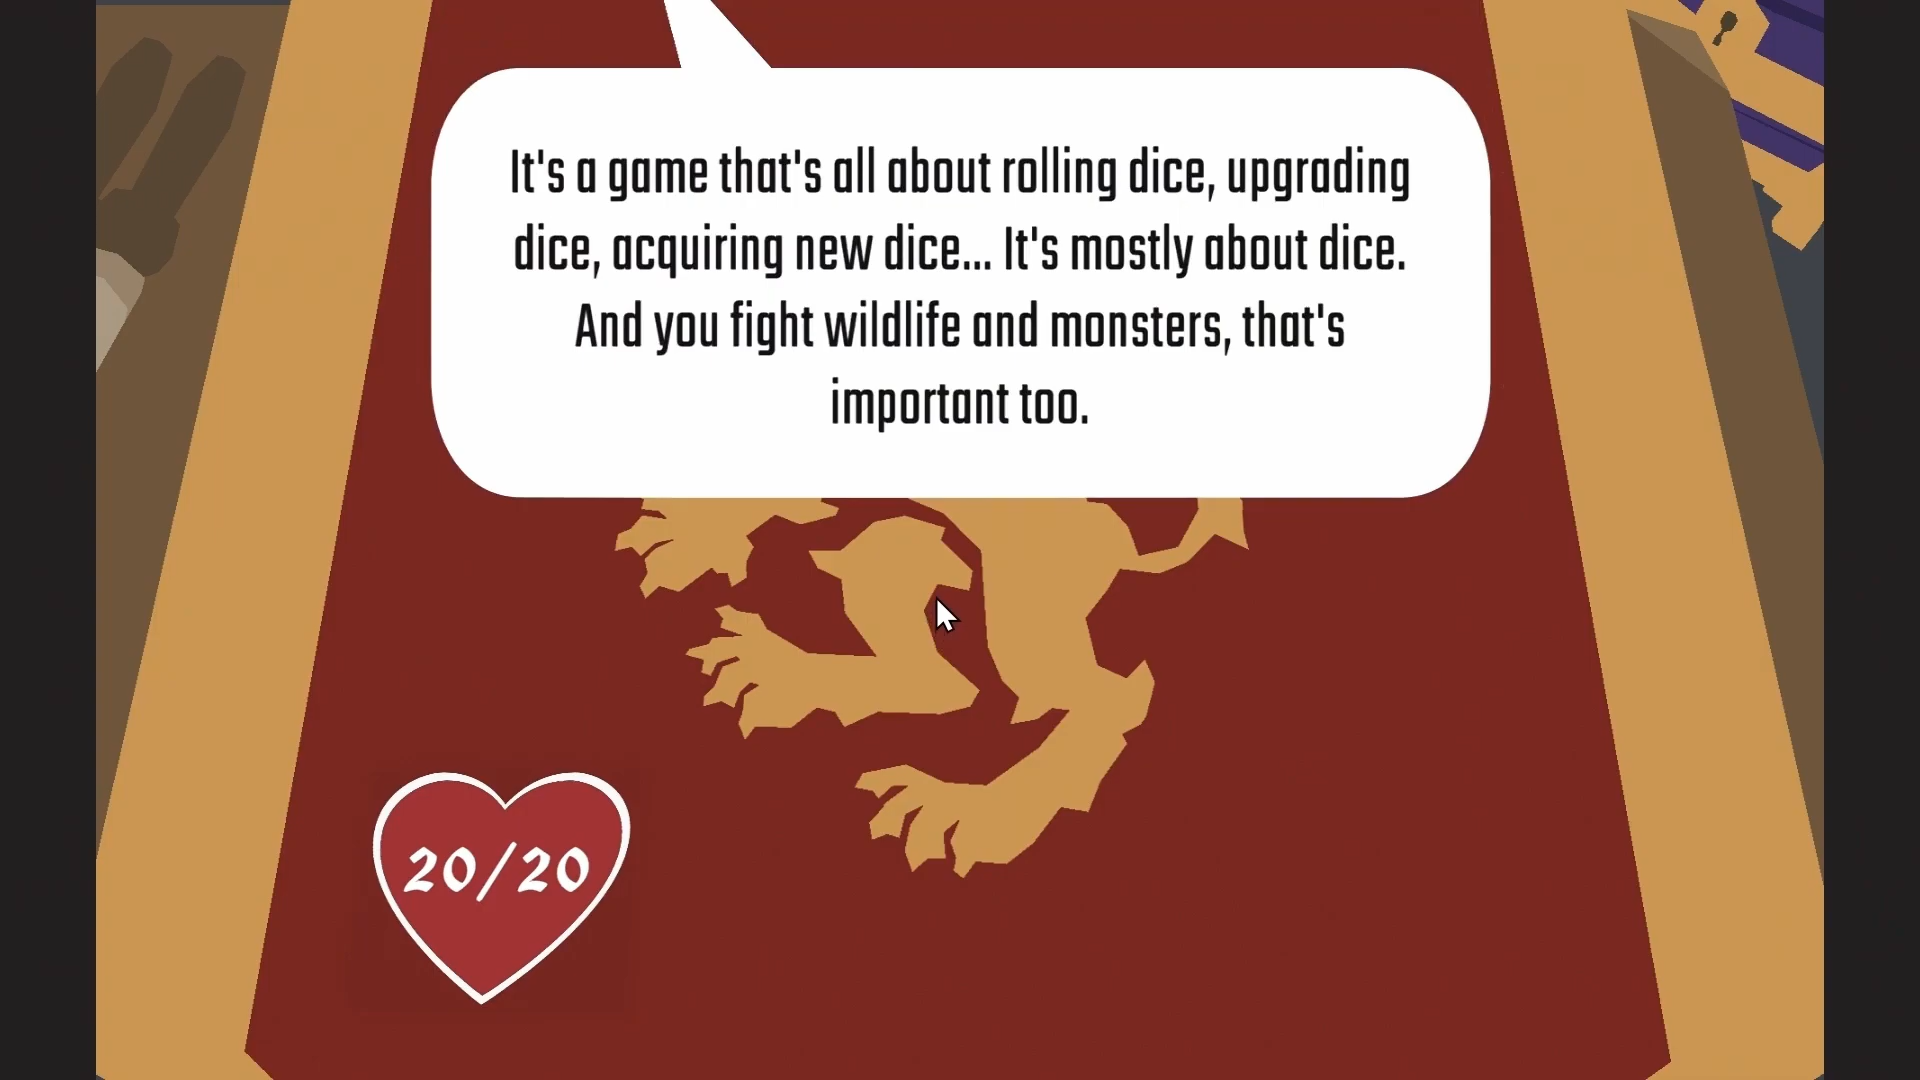 It's a game that's all about rolling dice, upgrading
dice, acquiring new dice... It's mostly about dice.
And you fight wildlife and monsters, that's
important too.
20/20